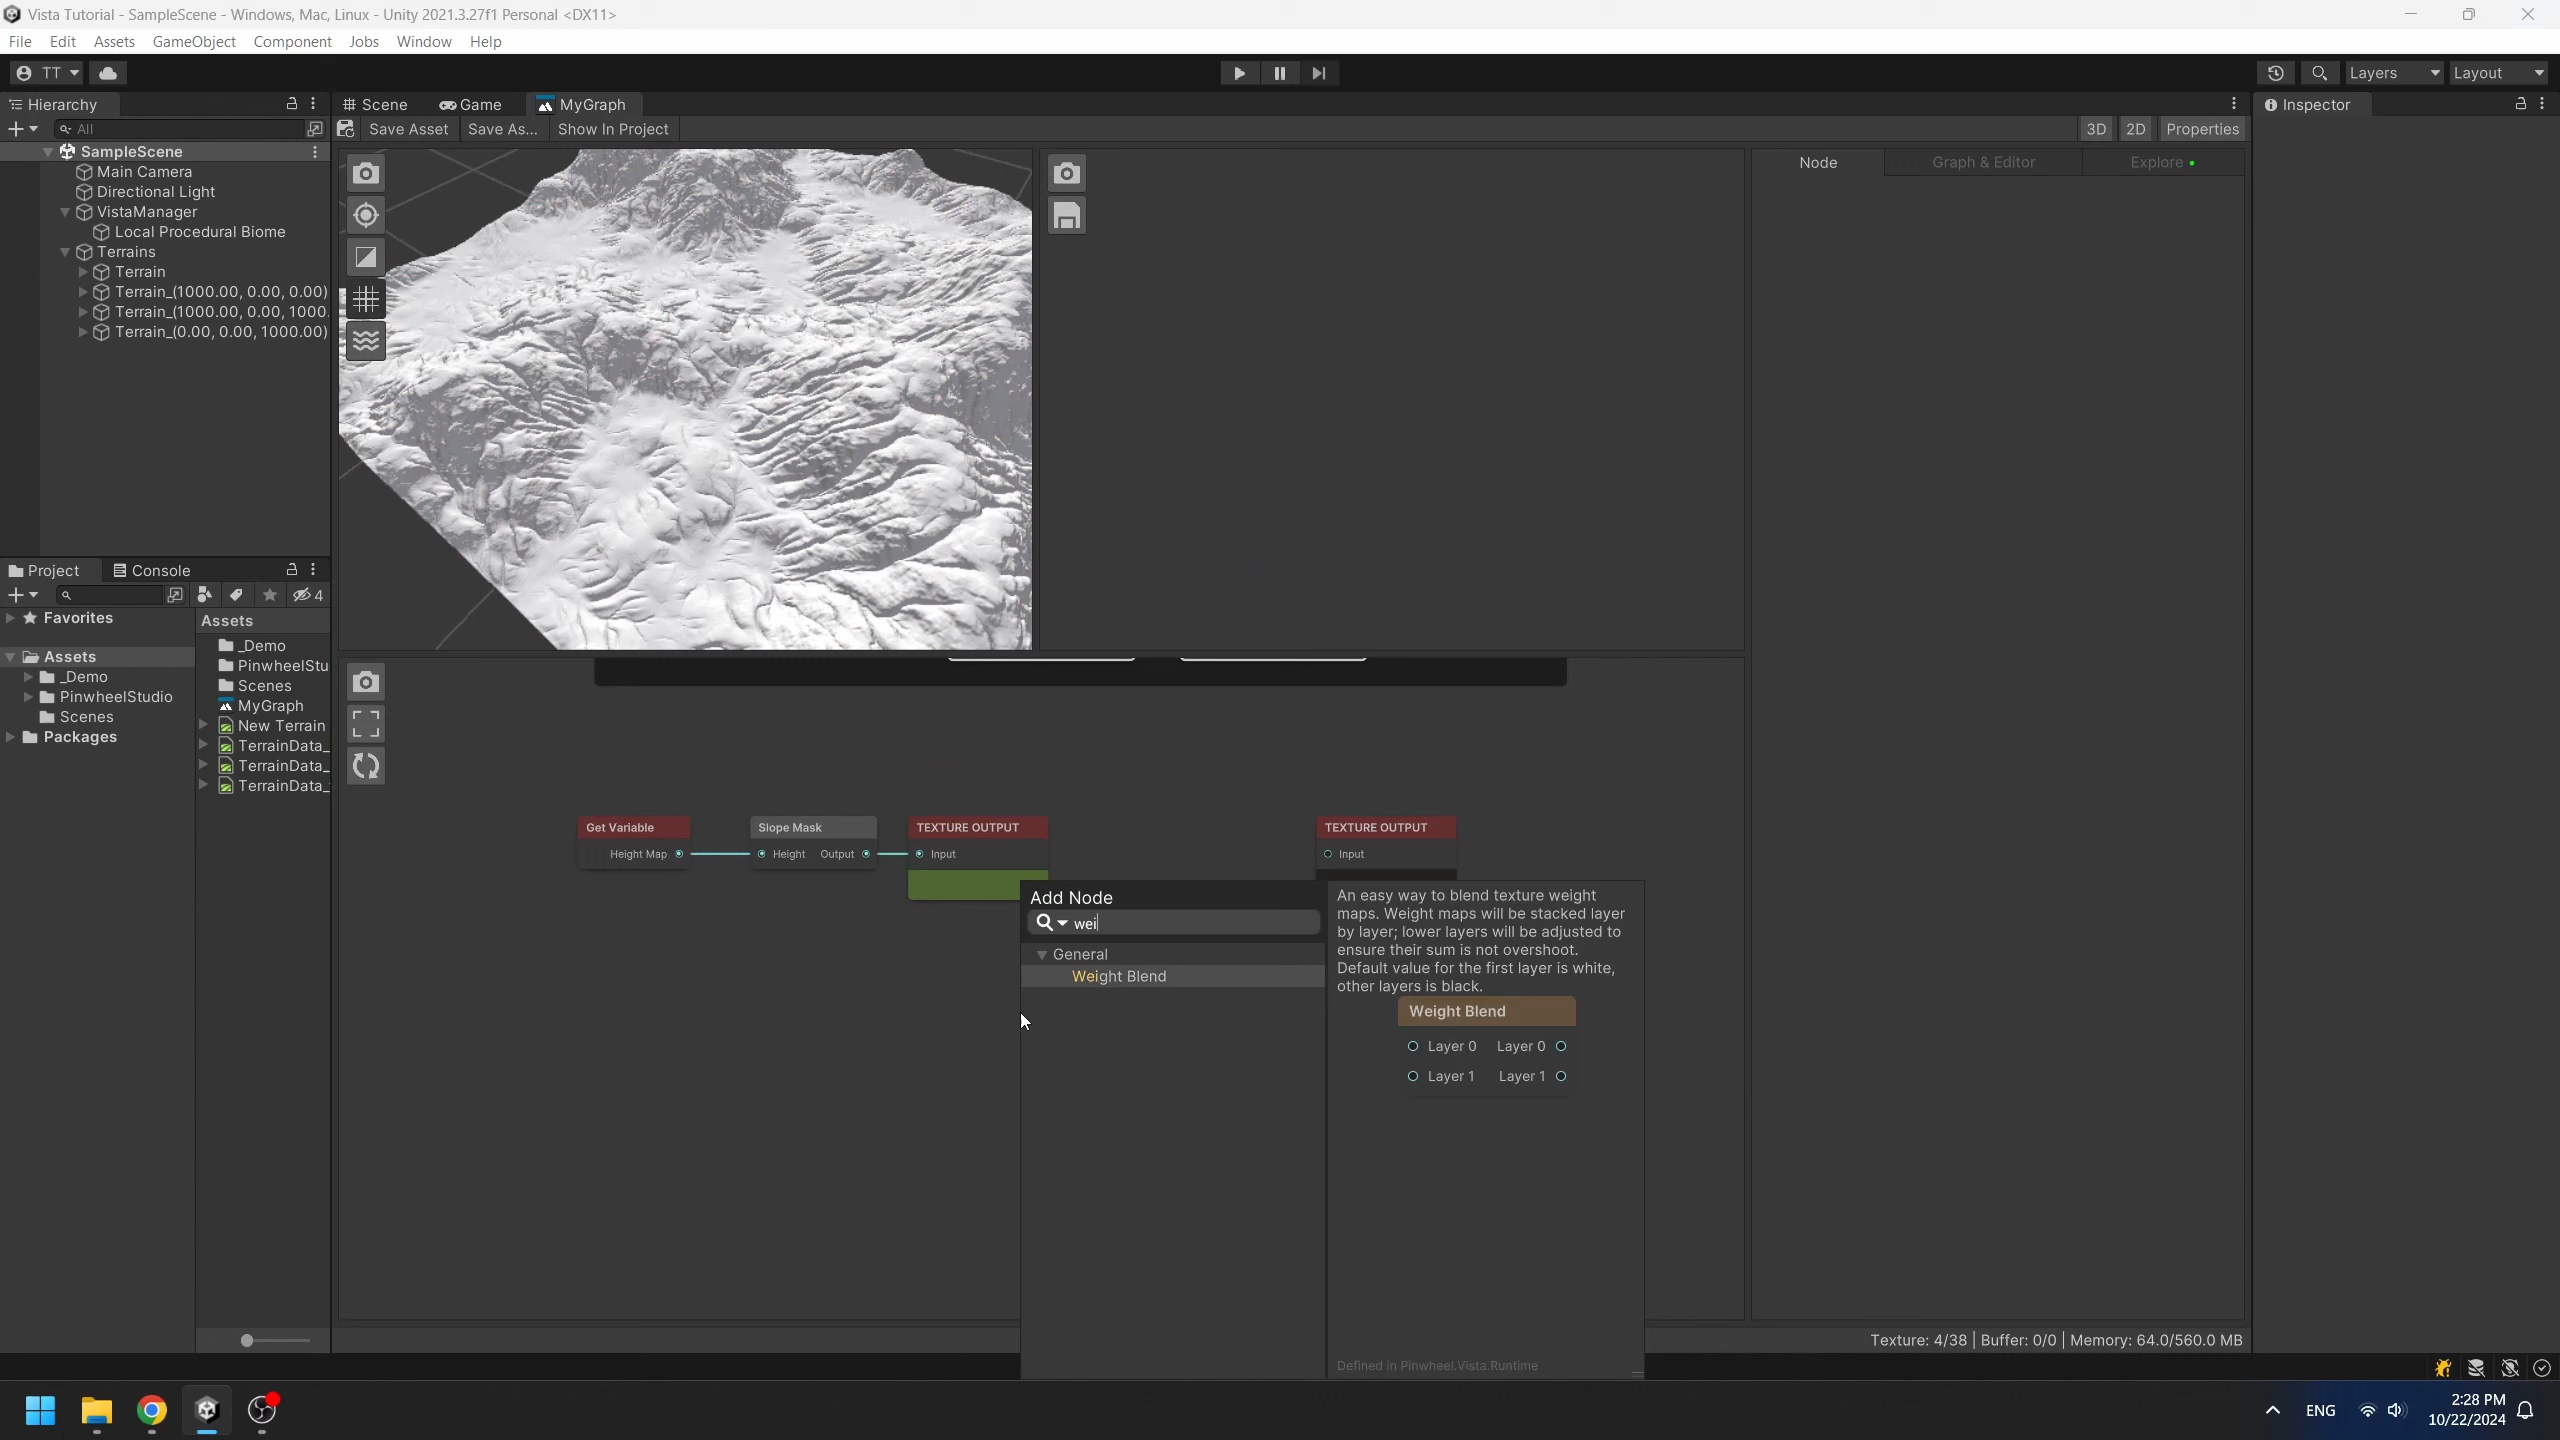 Vista Tutorial - SampleScene - Windows, Mac, Linux - Unity 2021.3.27f1 Personal <DX11>
File Edit Assets GameObject Component Jobs Window Help
TT
Layers Layout
Hierarchy
Scene Game MyGraph
Inspector
All
Save Asset Save As... Show In Project
3D 2D Properties
SampleScene
Main Camera
Directional Light
VistaManager
Local Procedural Biome
Terrains
Terrain
Terrain_(1000.00, 0.00, 0.00)
Terrain_(1000.00, 0.00, 1000.
Terrain_(0.00, 0.00, 1000.00)
Node Graph & Editor Explore
Project Console
4
Favorites
Assets
_Demo
PinwheelStudio
Scenes
Packages
Assets
_Demo
PinwheelStu
Scenes
MyGraph
New Terrain
TerrainData_
TerrainData_
TerrainData_
Get Variable
Height Map
Slope Mask
Height Output
TEXTURE OUTPUT
Input
TEXTURE OUTPUT
Input
Add Node
wei
General
Weight Blend
An easy way to blend texture weight
maps. Weight maps will be stacked layer
by layer; lower layers will be adjusted to
ensure their sum is not overshoot.
Default value for the first layer is white,
other layers is black.
Weight Blend
Layer 0 Layer 0
Layer 1 Layer 1
Defined in Pinwheel.Vista.Runtime
Texture: 4/38 | Buffer: 0/0 | Memory: 64.0/560.0 MB
ENG
2:28 PM
10/22/2024